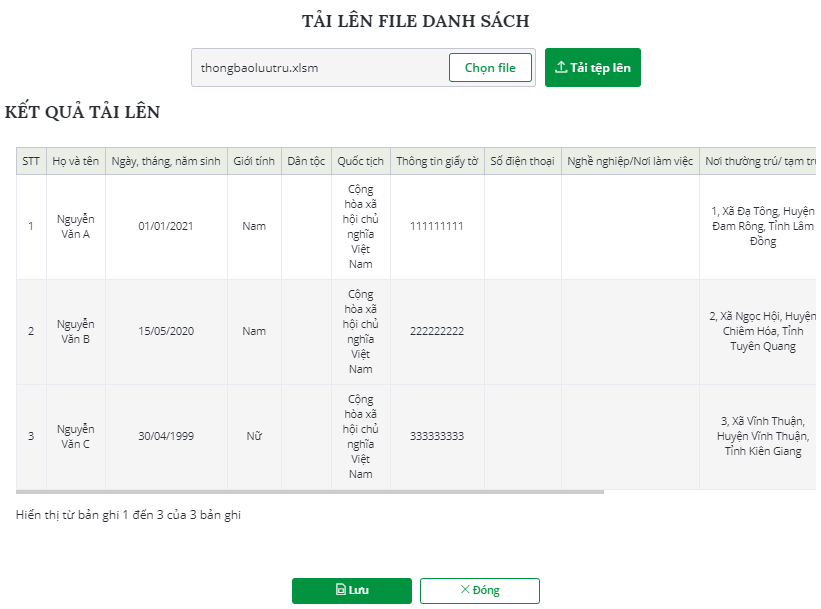 TẢI LÊN FILE DANH SÁCH
thongbaoluutru.xlsm
Chọn file
Tải tệp lên
KẾT QUẢ TẢI LÊN
STT Họ và tên Ngày, tháng, năm sinh Giới tính Dân tộc Quốc tịch Thông tin giấy tờ Số điện thoại Nghề nghiệp/Nơi làm việc Nơi thường trú/ tạm trú
1
Nguyễn
Văn A
01/01/2021
Nam
Cộng
hòa xã
hội chủ
nghĩa
Việt
Nam
111111111
1, Xã Đạ Tông, Huyện
Đam Rông, Tỉnh Lâm
Đồng
2
Nguyễn
Văn B
15/05/2020
Nam
Cộng
hòa xã
hội chủ
nghĩa
Việt
Nam
222222222
2, Xã Ngọc Hội, Huyện
Chiêm Hóa, Tỉnh
Tuyên Quang
3
Nguyễn
Văn C
30/04/1999
Nữ
Cộng
hòa xã
hội chủ
nghĩa
Việt
Nam
333333333
3, Xã Vĩnh Thuận,
Huyện Vĩnh Thuận,
Tỉnh Kiên Giang
Hiển thị từ bản ghi 1 đến 3 của 3 bản ghi
Lưu
Đóng